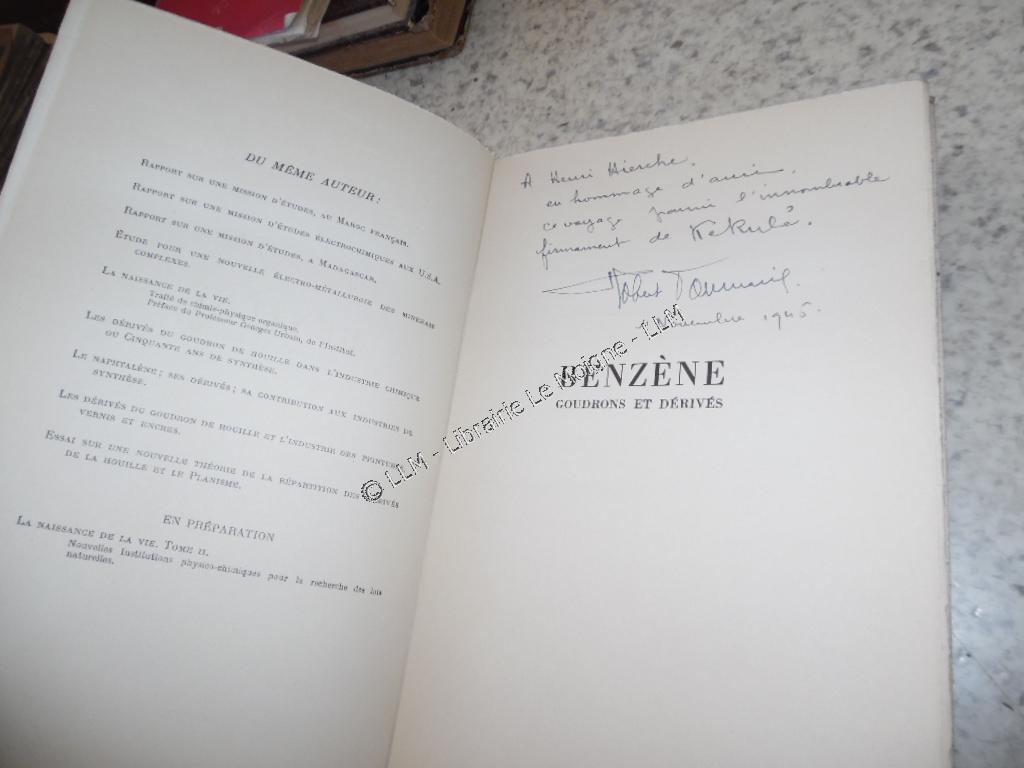 DU MÊME AUTEUR :
RAPPORT SUR UNE MISSION D'ÉTUDES, AU MAROC FRANÇAIS.
RAPPORT SUR UNE MISSION D'ÉTUDES ÉLECTROCHIMIQUES AUX U.S.A.
RAPPORT SUR UNE MISSION D'ÉTUDES, A MADAGASCAR.
ÉTUDE POUR UNE NOUVELLE ÉLECTRO-MÉTALLURGIE DES MINERAIS
COMPLEXES.
LA NAISSANCE DE LA VIE.
Traité de chimie-physique organique.
Préface du Professeur Georges Urbain, de l'Institut.
LES DÉRIVÉS DU GOUDRON DE HOUILLE DANS L'INDUSTRIE CHIMIQUE
OU CINQUANTE ANS DE SYNTHÈSE.
LE NAPHTALÈNE ; SES DÉRIVÉS ; SA CONTRIBUTION AUX INDUSTRIES DE
SYNTHÈSE.
LES DÉRIVÉS DU GOUDRON DE HOUILLE ET L'INDUSTRIE DES PEINTURES
VERNIS ET ENCRES.
ESSAI SUR UNE NOUVELLE THÉORIE DE LA RÉPARTITION DES DÉRIVÉS
DE LA HOUILLE ET LE PLANISME.
EN PRÉPARATION
LA NAISSANCE DE LA VIE. TOME II.
Nouvelles Institutions physico-chimiques pour la recherche des lois
naturelles.
A Henri Hierche,
en hommage d'ami,
ce voyage parmi l'innombrable
firmament de Kékulé.
Robert
Novembre 1945
BENZÈNE
GOUDRONS ET DÉRIVÉS
© LLM - Librairie Le Moigne - LLM